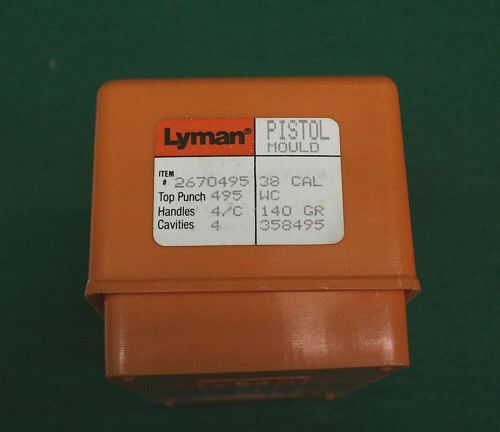 Lyman® PISTOL
MOULD
ITEM
# 2670495 38 CAL
Top Punch 495 WC
Handles 4/C 140 GR
Cavities 4 358495